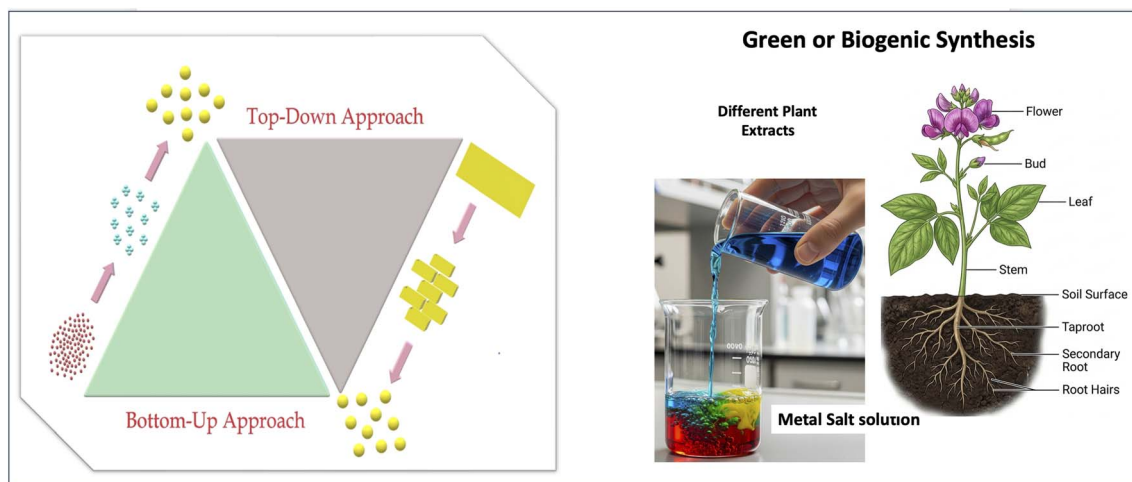 Top-Down Approach
Bottom-Up Approach
Green or Biogenic Synthesis
Different Plant
Extracts
Metal Salt solution
Flower
Bud
Leaf
Stem
Soil Surface
Taproot
Secondary
Root
Root Hairs